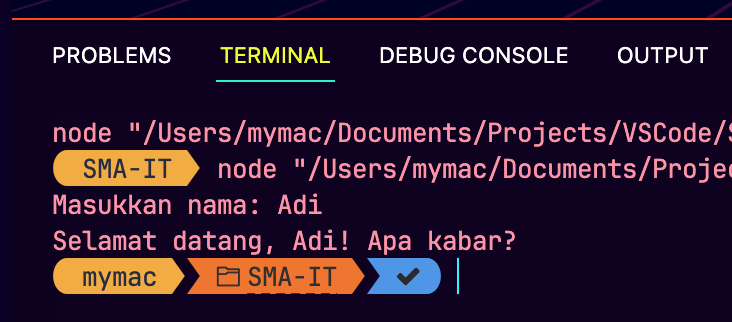 PROBLEMS TERMINAL DEBUG CONSOLE OUTPUT
node "/Users/mymac/Documents/Projects/VSCode/
SMA-IT node "/Users/mymac/Documents/Projec
Masukkan nama: Adi
Selamat datang, Adi! Apa kabar?
mymac SMA-IT